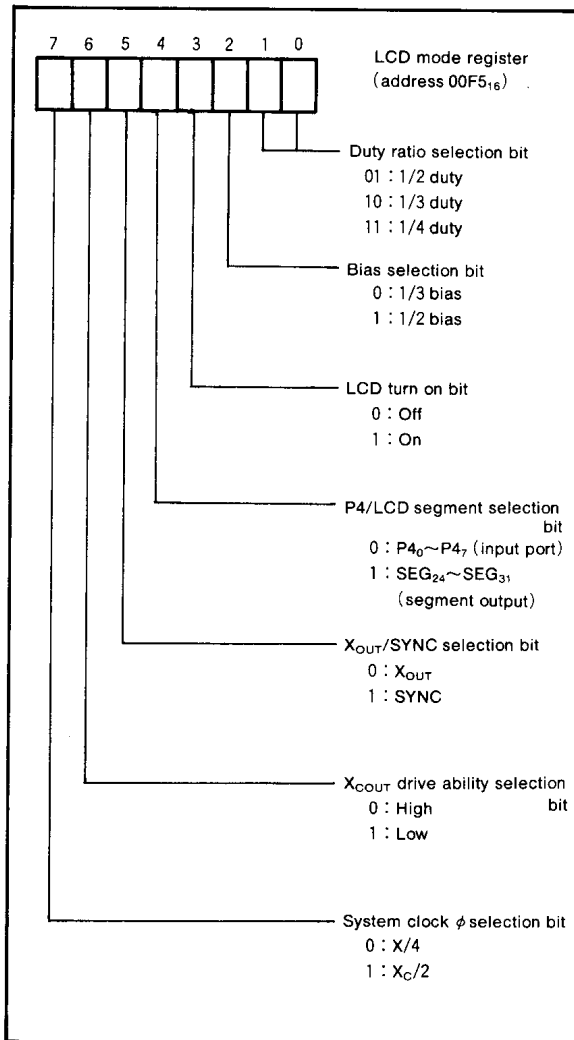 7 6 5 4 3 2 1 0
LCD mode register
(address 00F5₁₆)
Duty ratio selection bit
01 : 1/2 duty
10 : 1/3 duty
11 : 1/4 duty
Bias selection bit
0 : 1/3 bias
1 : 1/2 bias
LCD turn on bit
0 : Off
1 : On
P4/LCD segment selection
bit
0 : P4₀~P4₇ (input port)
1 : SEG₂₄~SEG₃₁
(segment output)
X_OUT/SYNC selection bit
0 : X_OUT
1 : SYNC
X_COUT drive ability selection
bit
0 : High
1 : Low
System clock φ selection bit
0 : X/4
1 : X_C/2